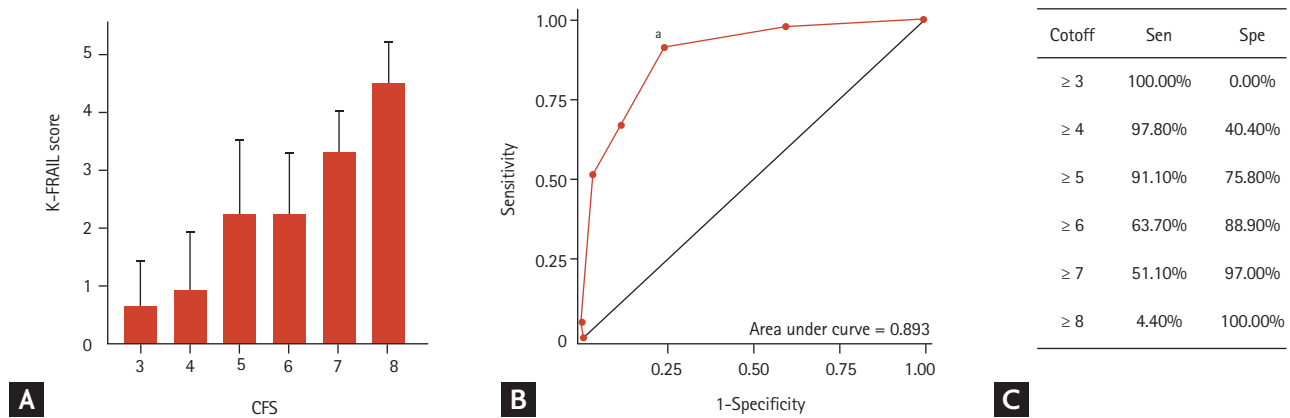 5
4
3
2
1
0
K-FRAIL score
3 4 5 6 7 8
CFS
A
1.00
0.75
0.50
0.25
0
Sensitivity
a
Area under curve = 0.893
0.25 0.50 0.75 1.00
1-Specificity
B
Cotoff Sen Spe
≥ 3 100.00% 0.00%
≥ 4 97.80% 40.40%
≥ 5 91.10% 75.80%
≥ 6 63.70% 88.90%
≥ 7 51.10% 97.00%
≥ 8 4.40% 100.00%
C